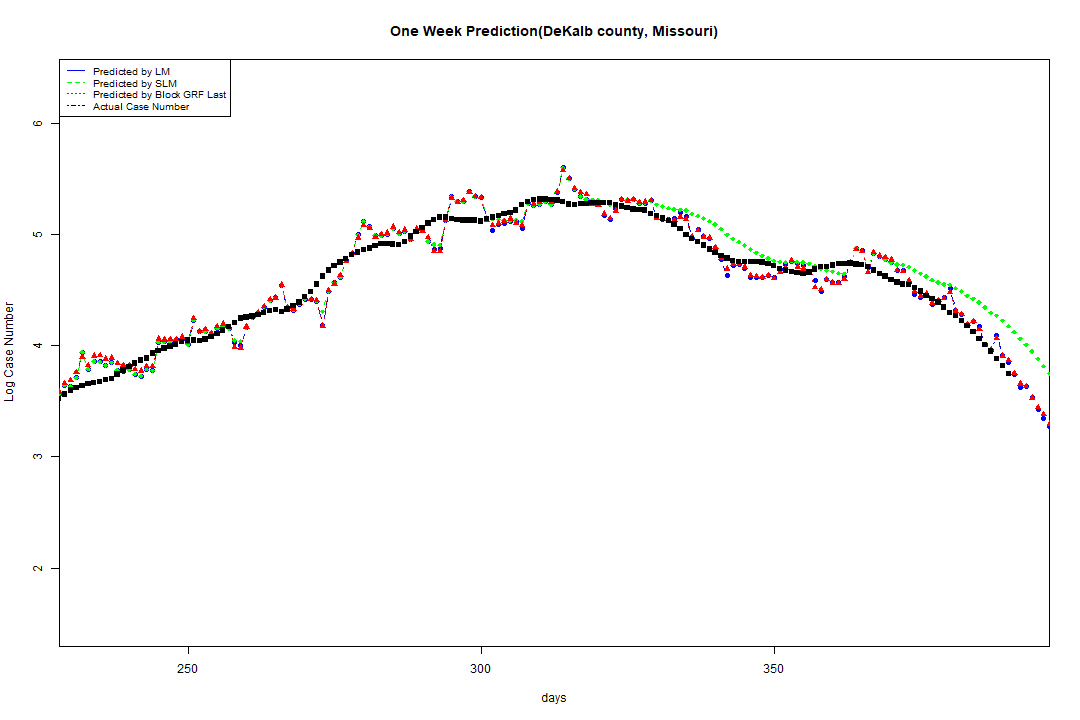 One Week Prediction(DeKalb county, Missouri)
Predicted by LM
Predicted by SLM
Predicted by Block GRF Last
Actual Case Number
6
5
4
3
2
Log Case Number
250
300
350
days